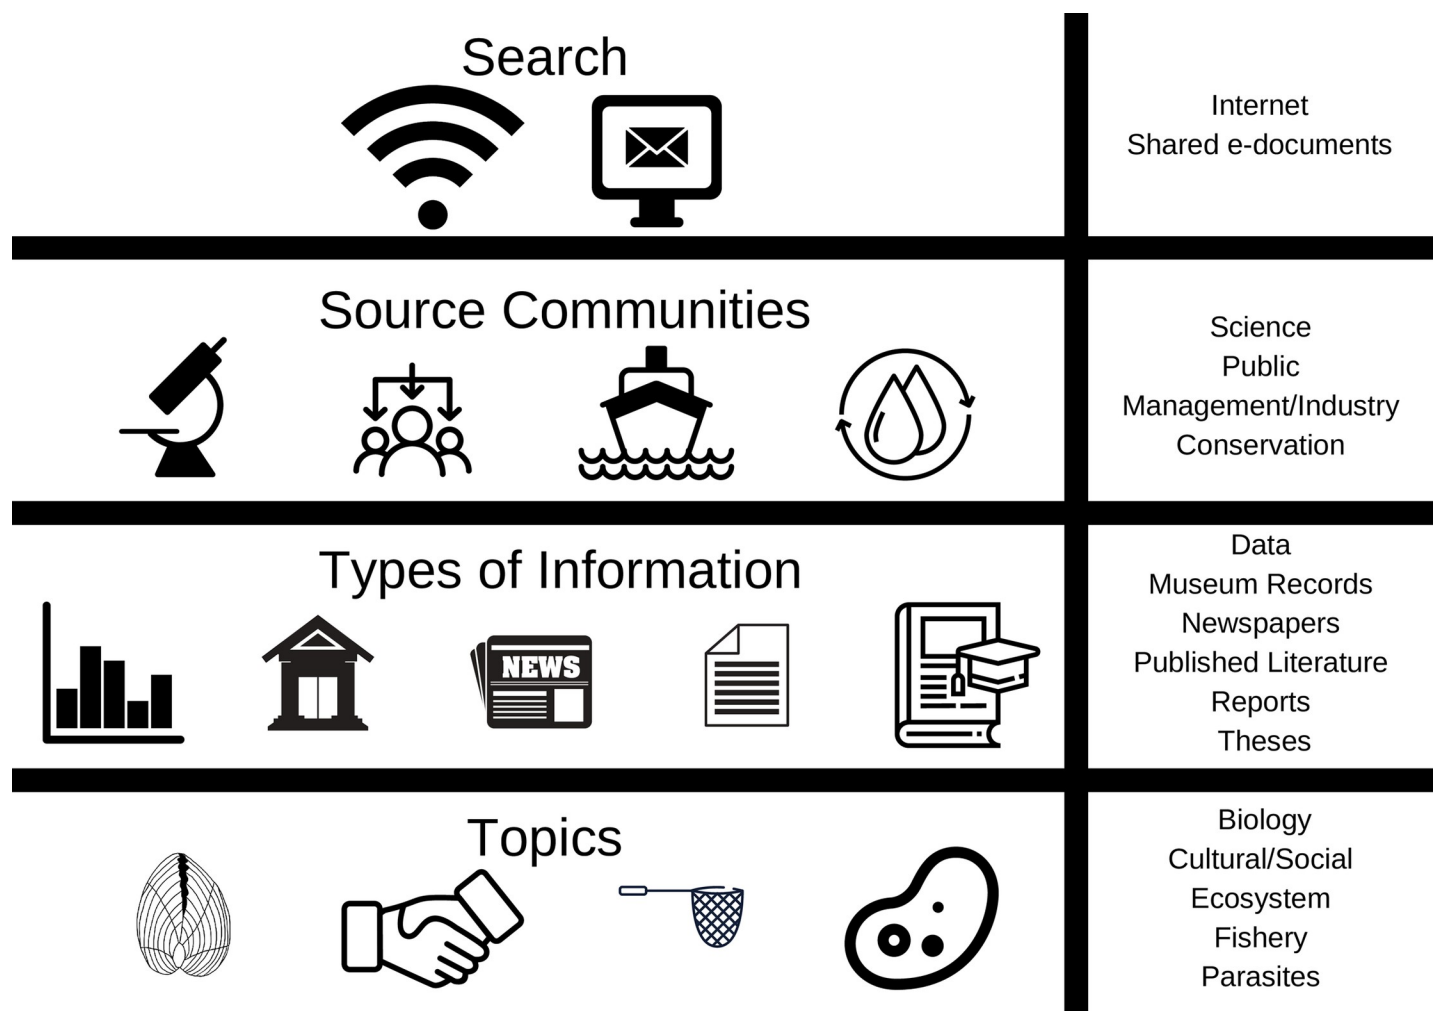 Search
Internet
Shared e-documents
Source Communities
Science
Public
Management/Industry
Conservation
Types of Information
NEWS
Data
Museum Records
Newspapers
Published Literature
Reports
Theses
Topics
Biology
Cultural/Social
Ecosystem
Fishery
Parasites